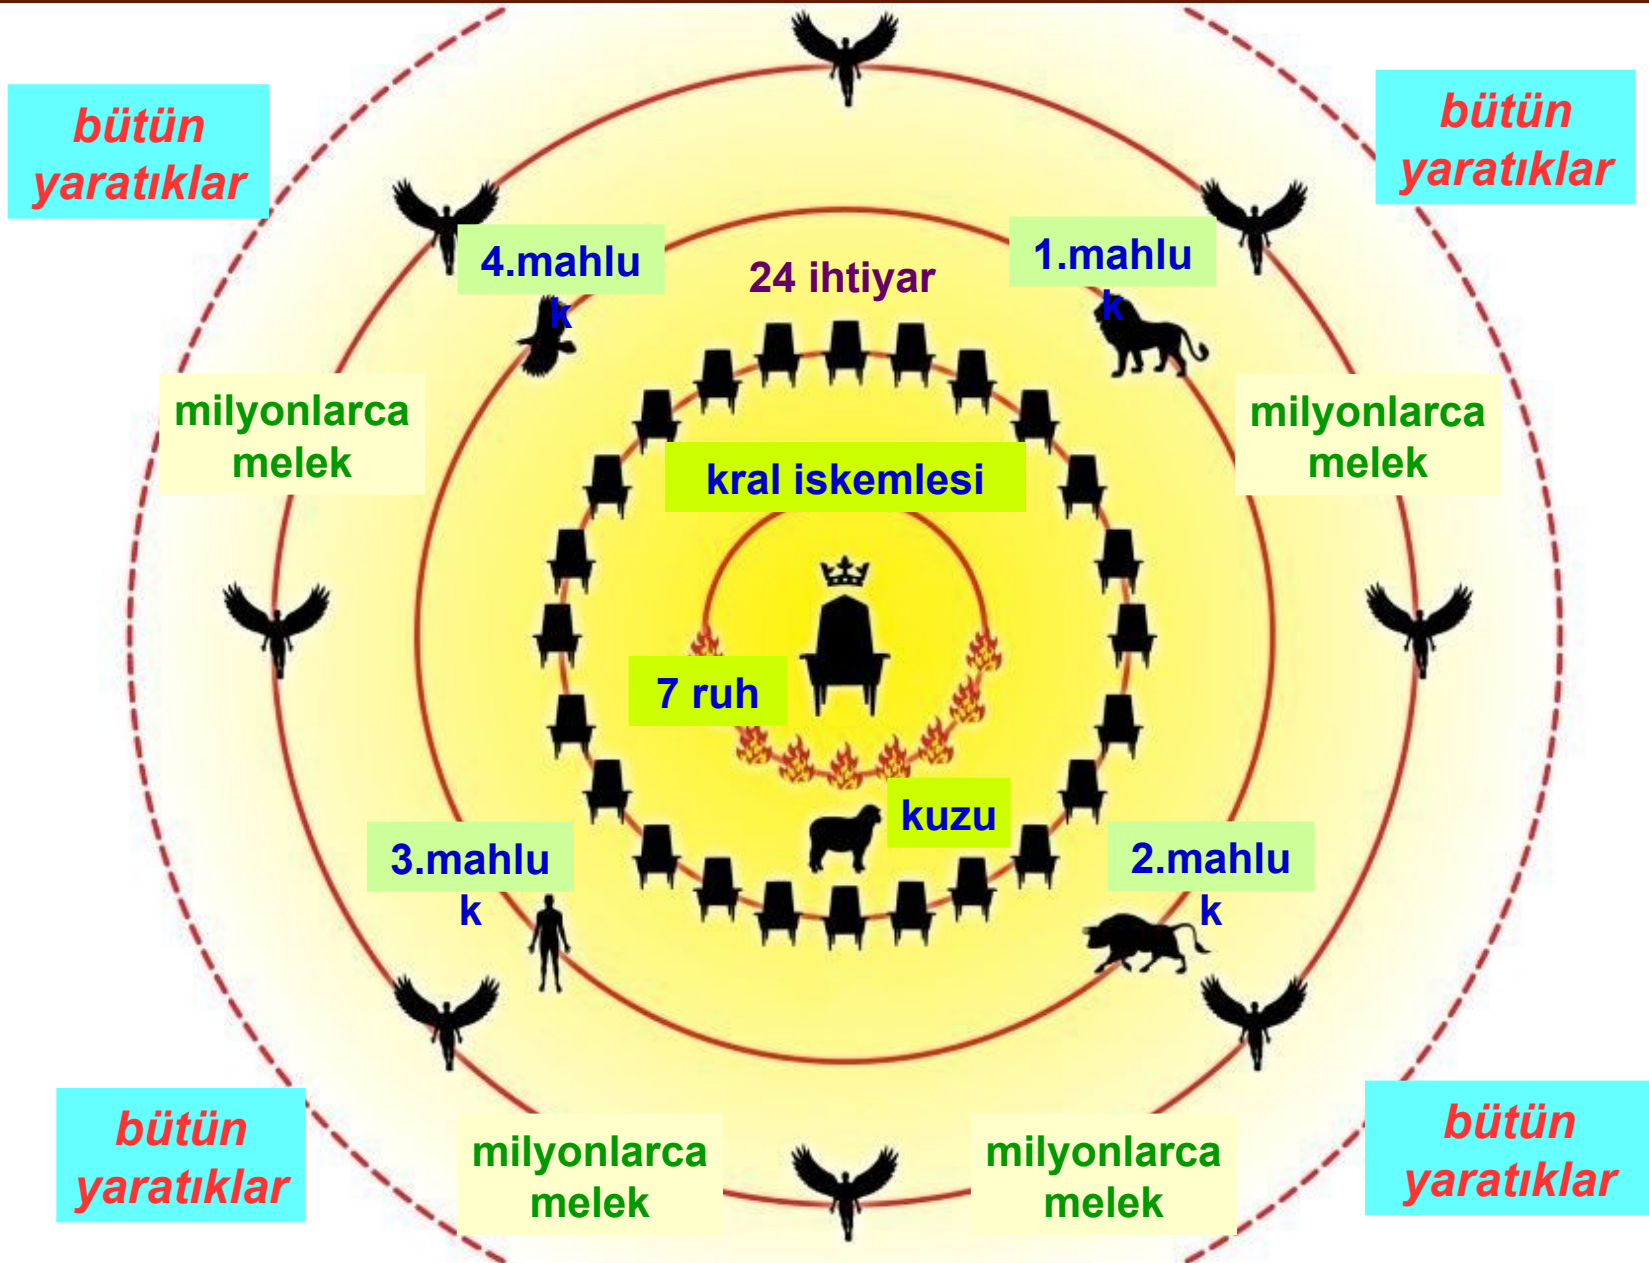 bütün
yaratıklar
bütün
yaratıklar
4.mahlu
k
24 ihtiyar
1.mahlu
k
milyonlarca
melek
milyonlarca
melek
kral iskemlesi
7 ruh
kuzu
3.mahlu
k
2.mahlu
k
bütün
yaratıklar
milyonlarca
melek
milyonlarca
melek
bütün
yaratıklar